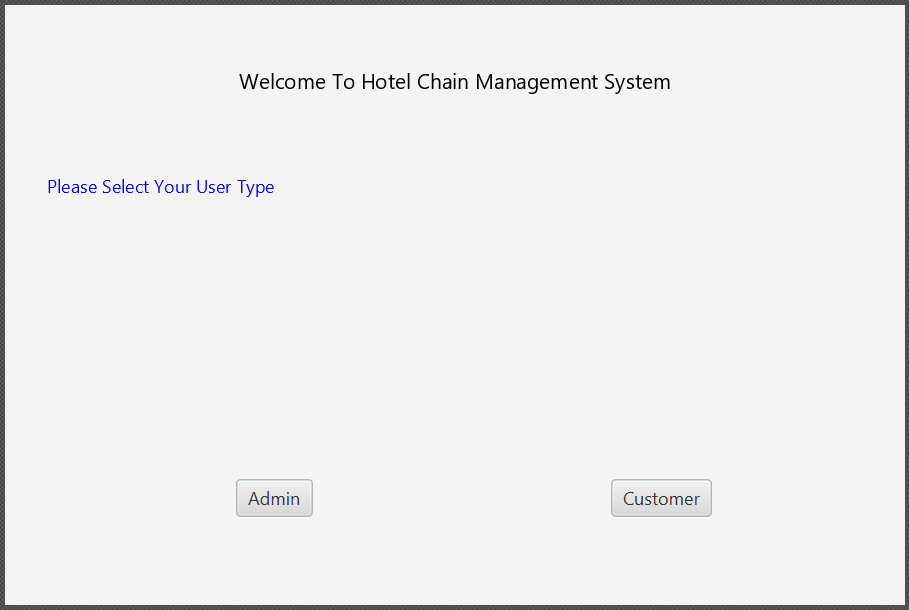 Welcome To Hotel Chain Management System
Please Select Your User Type
Admin
Customer